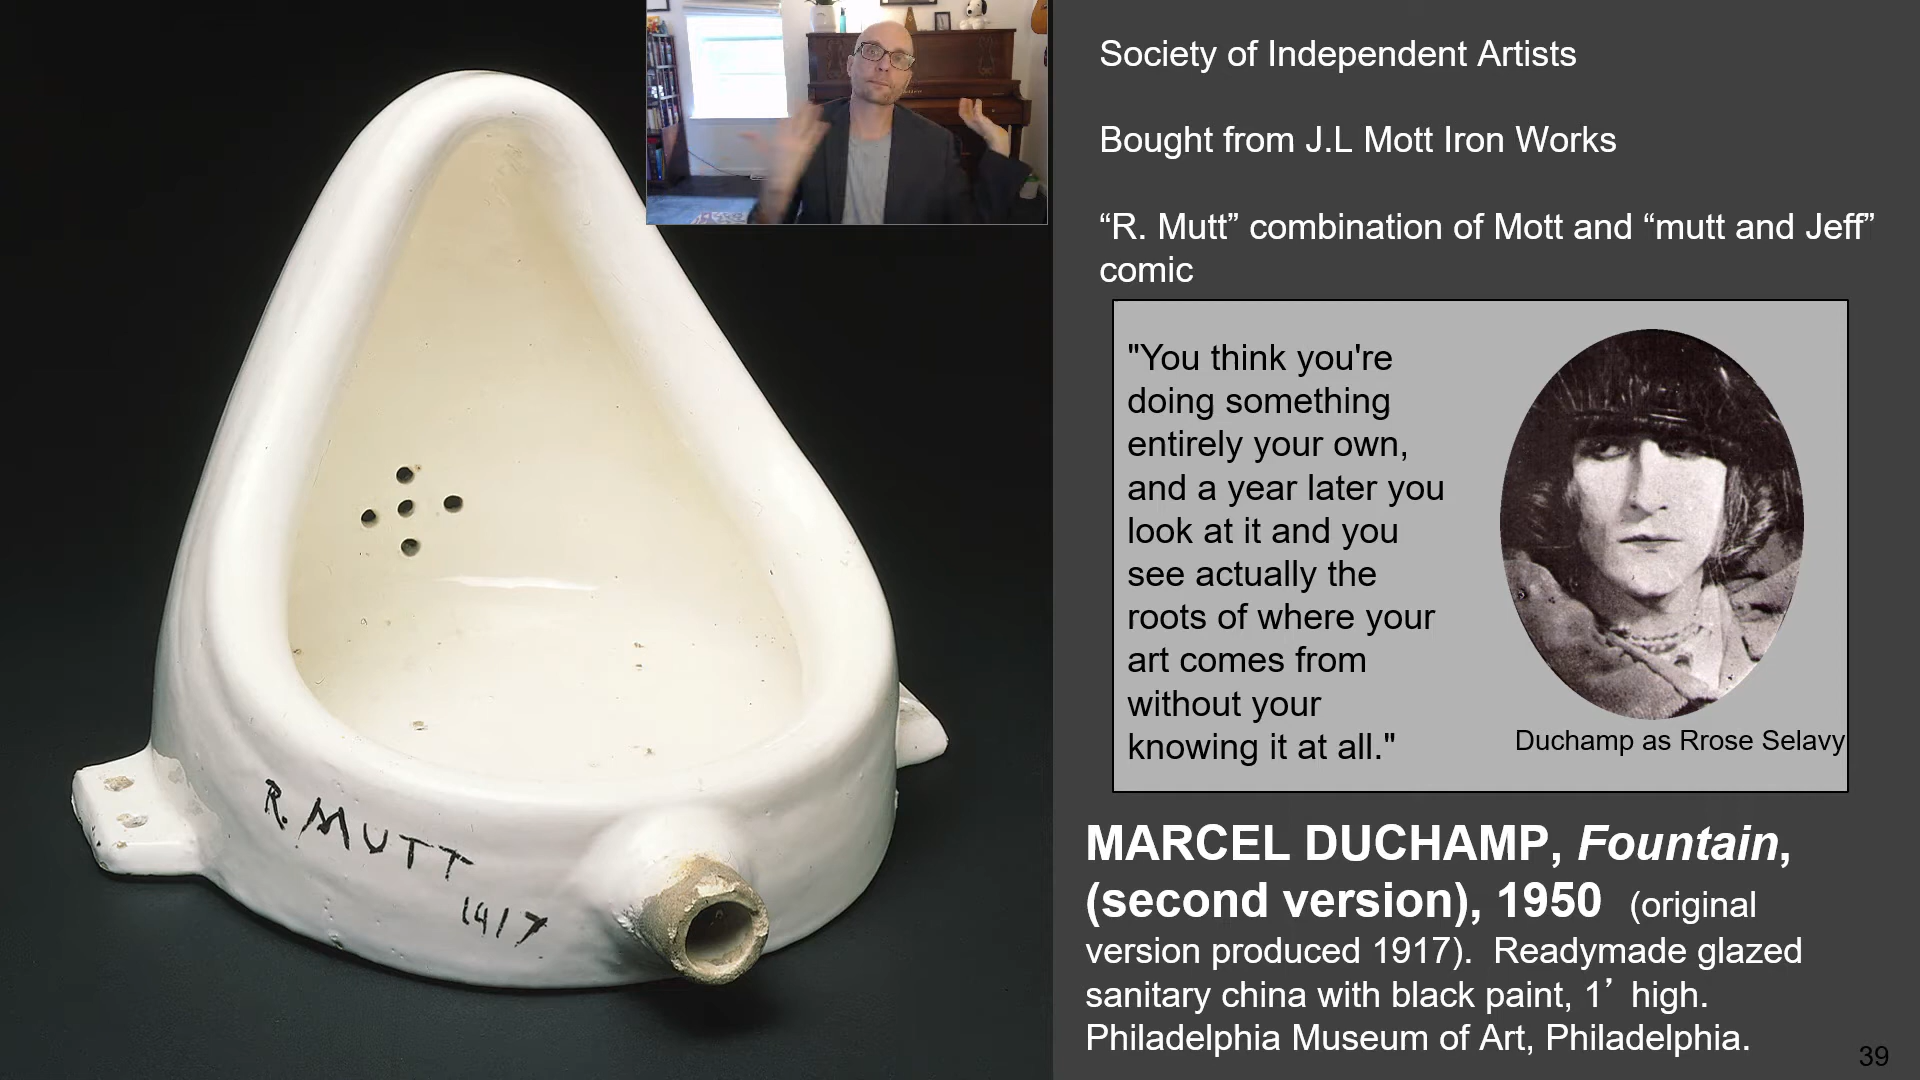 Society of Independent Artists
Bought from J.L Mott Iron Works
“R. Mutt” combination of Mott and “mutt and Jeff”
comic
"You think you're
doing something
entirely your own,
and a year later you
look at it and you
see actually the
roots of where your
art comes from
without your
knowing it at all."
Duchamp as Rrose Selavy
R. MUTT
1917
MARCEL DUCHAMP, Fountain,
(second version), 1950 (original
version produced 1917). Readymade glazed
sanitary china with black paint, 1’ high.
Philadelphia Museum of Art, Philadelphia.
39